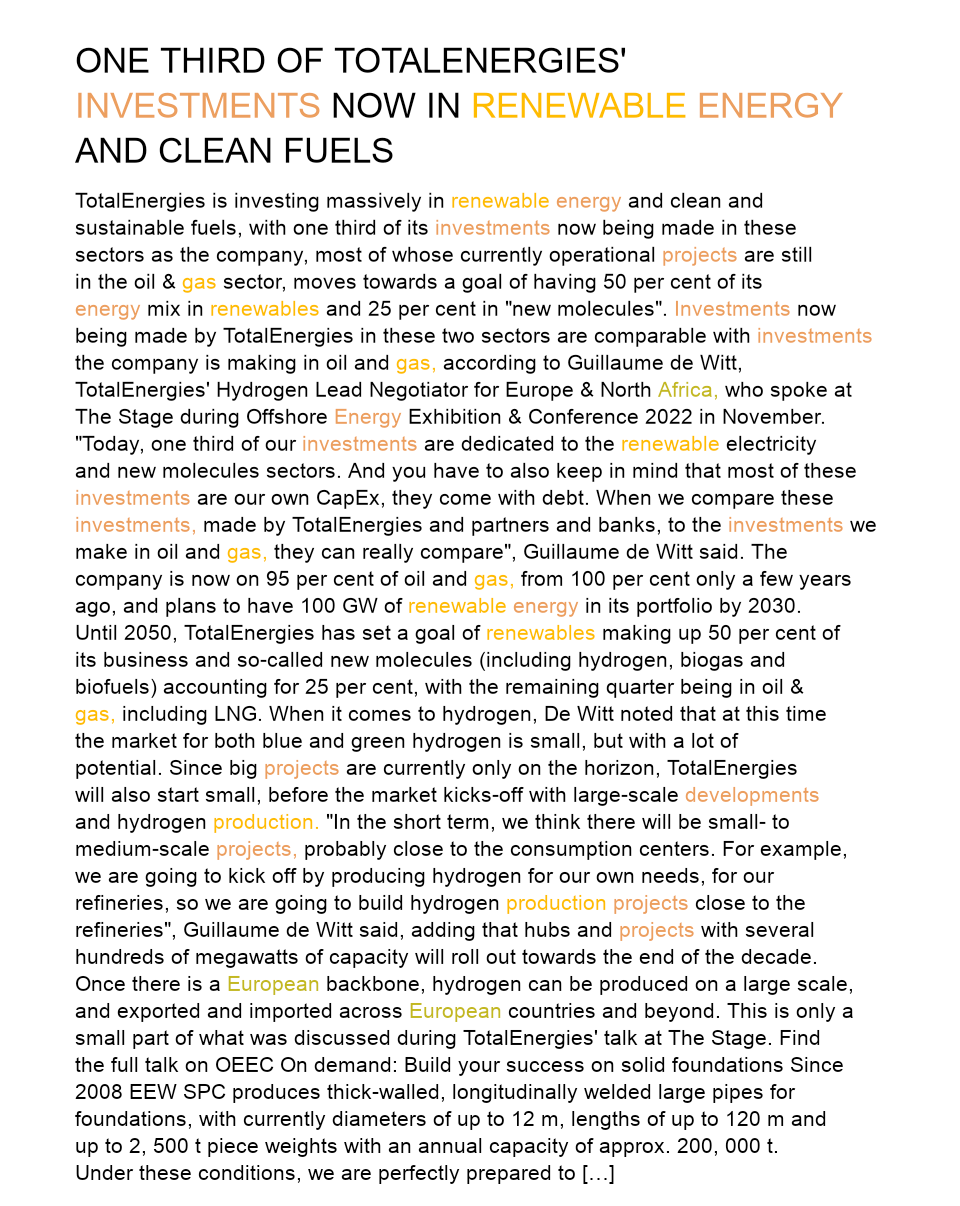 ONE THIRD OF TOTALENERGIES'
INVESTMENTS NOW IN RENEWABLE ENERGY
AND CLEAN FUELS
TotalEnergies is investing massively in renewable energy and clean and
sustainable fuels, with one third of its investments now being made in these
sectors as the company, most of whose currently operational projects are still
in the oil & gas sector, moves towards a goal of having 50 per cent of its
energy mix in renewables and 25 per cent in "new molecules". Investments now
being made by TotalEnergies in these two sectors are comparable with investments
the company is making in oil and gas, according to Guillaume de Witt,
TotalEnergies' Hydrogen Lead Negotiator for Europe & North Africa, who spoke at
The Stage during Offshore Energy Exhibition & Conference 2022 in November.
"Today, one third of our investments are dedicated to the renewable electricity
and new molecules sectors. And you have to also keep in mind that most of these
investments are our own CapEx, they come with debt. When we compare these
investments, made by TotalEnergies and partners and banks, to the investments we
make in oil and gas, they can really compare", Guillaume de Witt said. The
company is now on 95 per cent of oil and gas, from 100 per cent only a few years
ago, and plans to have 100 GW of renewable energy in its portfolio by 2030.
Until 2050, TotalEnergies has set a goal of renewables making up 50 per cent of
its business and so-called new molecules (including hydrogen, biogas and
biofuels) accounting for 25 per cent, with the remaining quarter being in oil &
gas, including LNG. When it comes to hydrogen, De Witt noted that at this time
the market for both blue and green hydrogen is small, but with a lot of
potential. Since big projects are currently only on the horizon, TotalEnergies
will also start small, before the market kicks-off with large-scale developments
and hydrogen production. "In the short term, we think there will be small- to
medium-scale projects, probably close to the consumption centers. For example,
we are going to kick off by producing hydrogen for our own needs, for our
refineries, so we are going to build hydrogen production projects close to the
refineries", Guillaume de Witt said, adding that hubs and projects with several
hundreds of megawatts of capacity will roll out towards the end of the decade.
Once there is a European backbone, hydrogen can be produced on a large scale,
and exported and imported across European countries and beyond. This is only a
small part of what was discussed during TotalEnergies' talk at The Stage. Find
the full talk on OEEC On demand: Build your success on solid foundations Since
2008 EEW SPC produces thick-walled, longitudinally welded large pipes for
foundations, with currently diameters of up to 12 m, lengths of up to 120 m and
up to 2, 500 t piece weights with an annual capacity of approx. 200, 000 t.
Under these conditions, we are perfectly prepared to […]